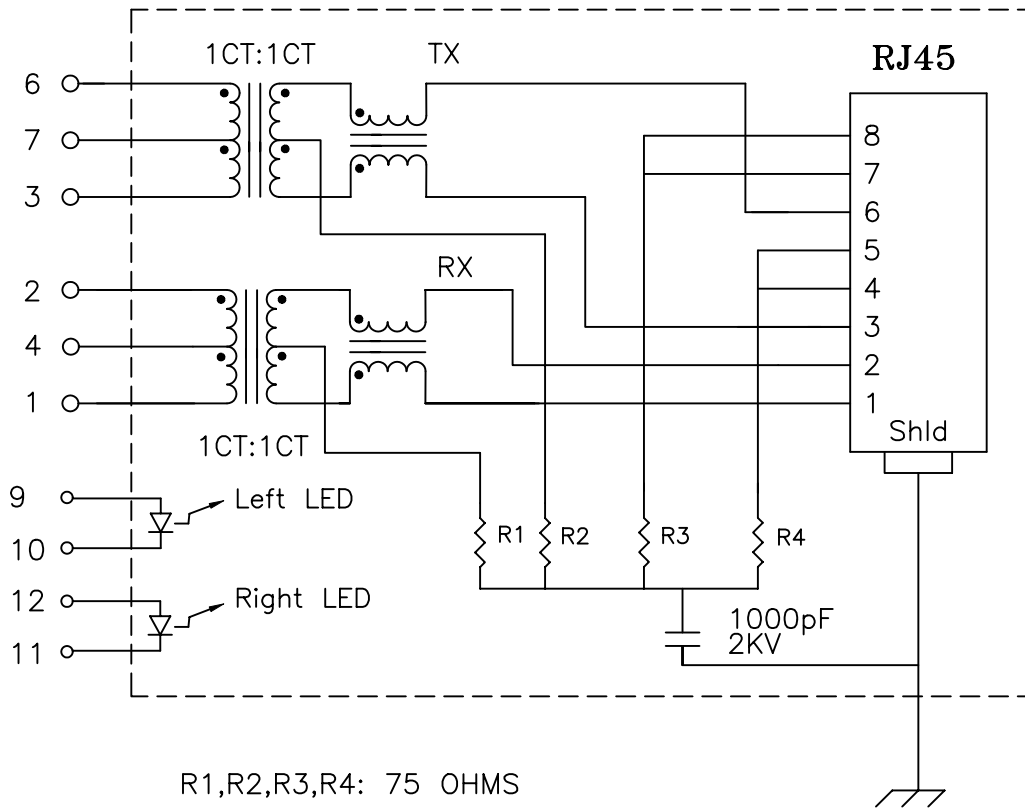 1CT:1CT
TX
RJ45
6
7
3
8
7
6
5
4
3
2
1
Shld
RX
2
4
1
1CT:1CT
9
10
Left LED
12
11
Right LED
R1
R2
R3
R4
1000pF
2KV
R1,R2,R3,R4: 75 OHMS